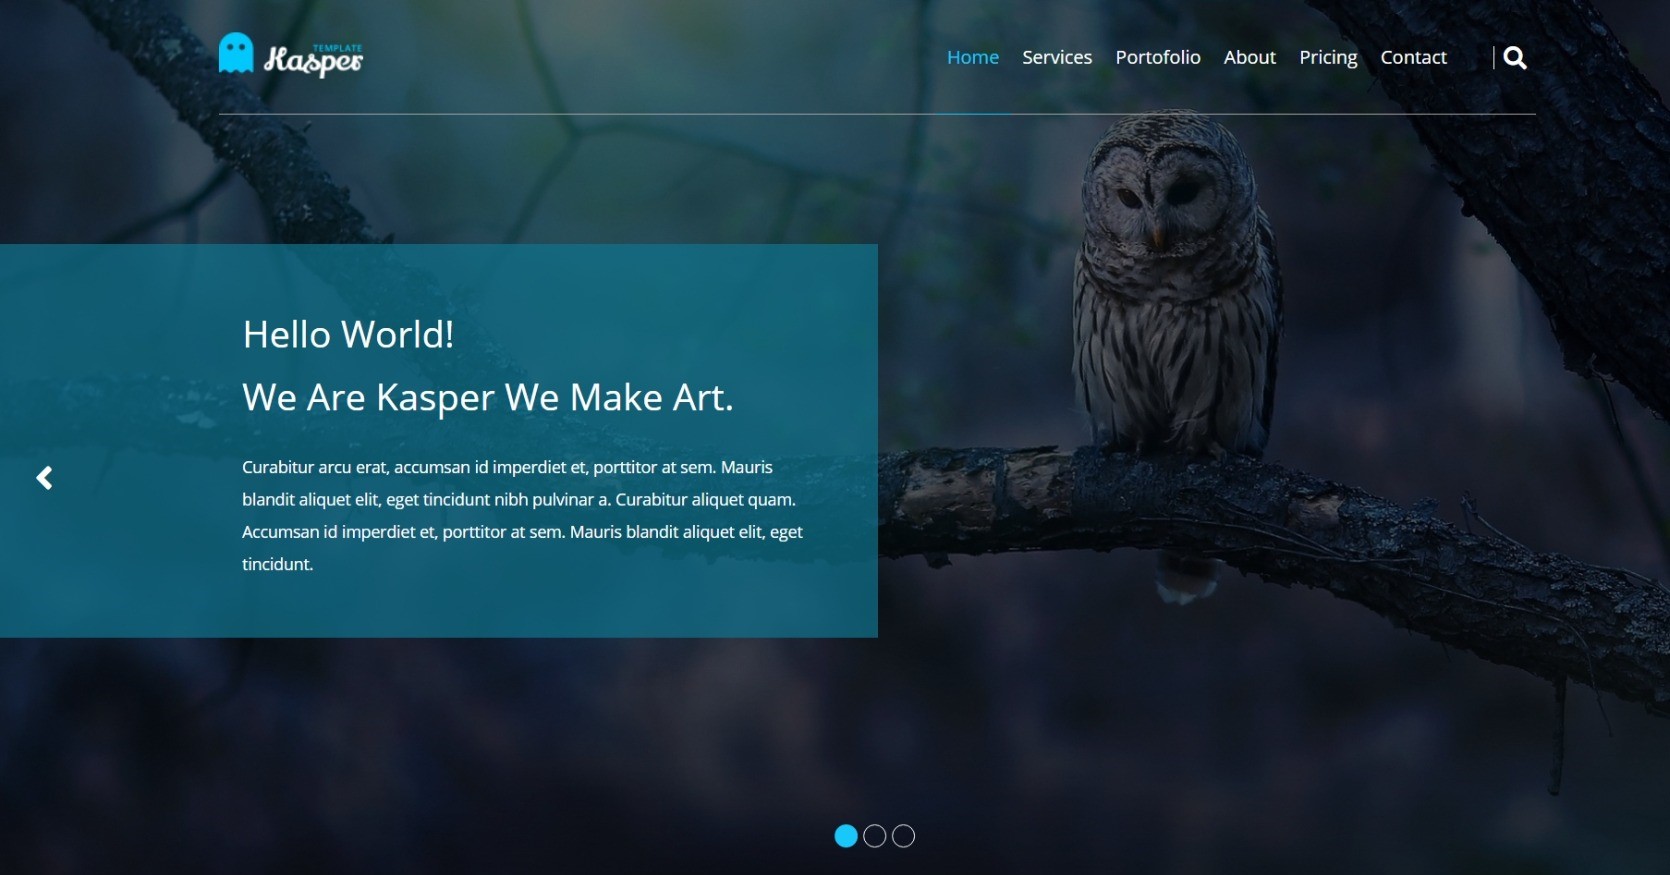 TEMPLATE
Kasper
Home Services Portofolio About Pricing Contact
Hello World!
We Are Kasper We Make Art.
Curabitur arcu erat, accumsan id imperdiet et, porttitor at sem. Mauris
blandit aliquet elit, eget tincidunt nibh pulvinar a. Curabitur aliquet quam.
Accumsan id imperdiet et, porttitor at sem. Mauris blandit aliquet elit, eget
tincidunt.